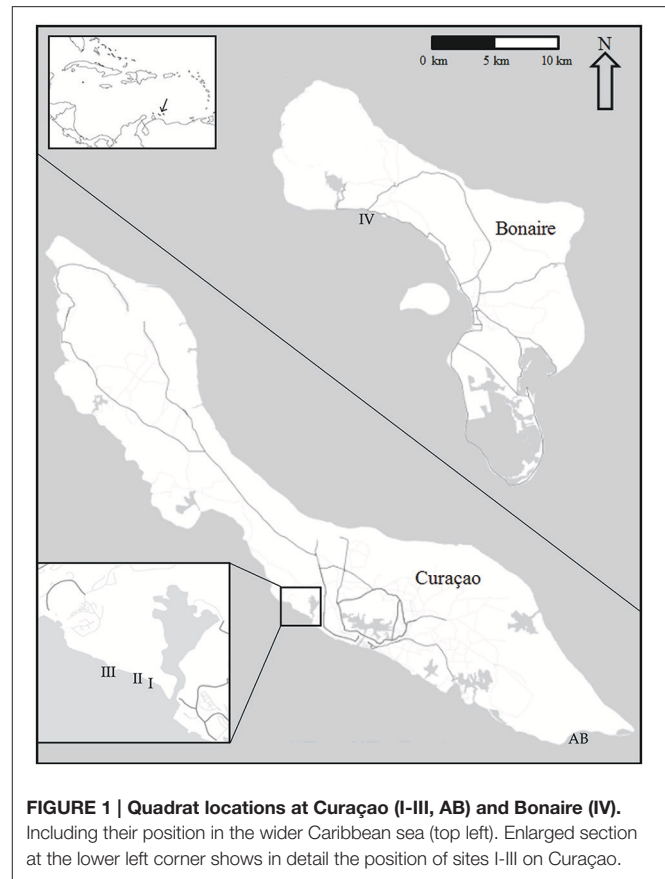 N
0 km 5 km 10 km
IV
Bonaire
Curaçao
III II I
AB
FIGURE 1 | Quadrat locations at Curaçao (I-III, AB) and Bonaire (IV).
Including their position in the wider Caribbean sea (top left). Enlarged section
at the lower left corner shows in detail the position of sites I-III on Curaçao.